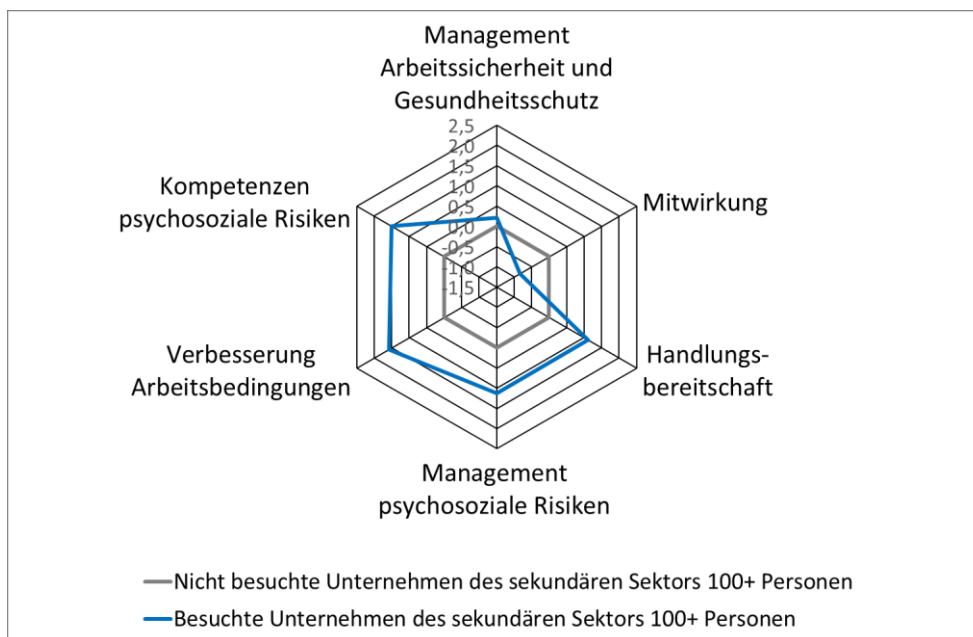 Management
Arbeitssicherheit und
Gesundheitsschutz
2,5
2,0
1,5
1,0
0,5
0,0
-0,5
-1,0
-1,5
Kompetenzen
psychosoziale Risiken
Mitwirkung
Verbesserung
Arbeitsbedingungen
Handlungs-
bereitschaft
Management
psychosoziale Risiken
Nicht besuchte Unternehmen des sekundären Sektors 100+ Personen
Besuchte Unternehmen des sekundären Sektors 100+ Personen